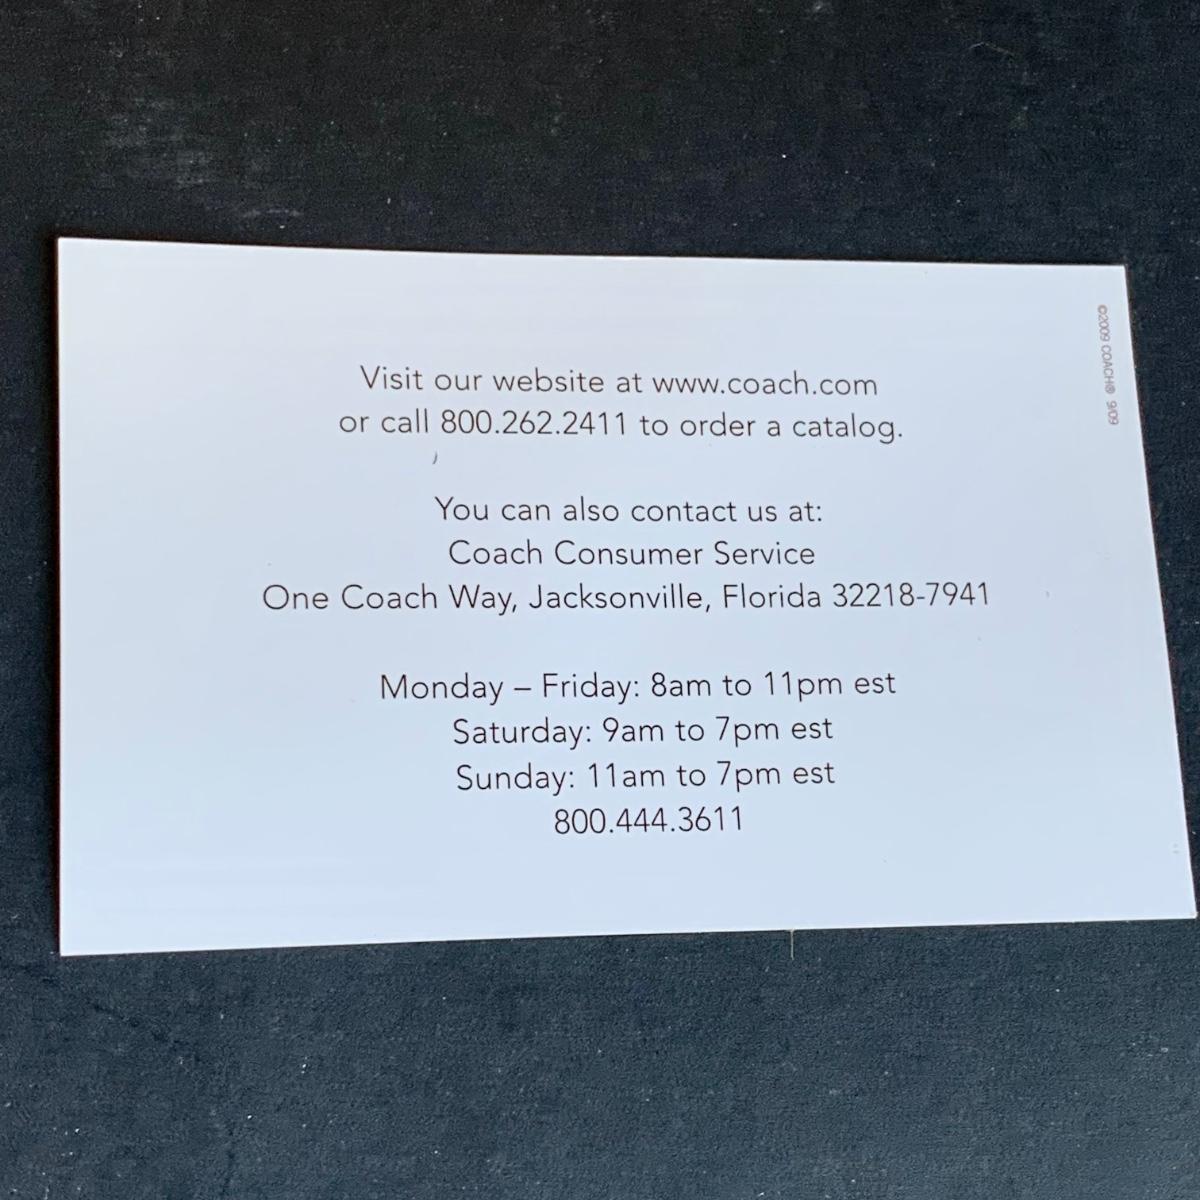 Visit our website at www.coach.com
or call 800.262.2411 to order a catalog.
You can also contact us at:
Coach Consumer Service
One Coach Way, Jacksonville, Florida 32218-7941
Monday – Friday: 8am to 11pm est
Saturday: 9am to 7pm est
Sunday: 11am to 7pm est
800.444.3611
©2009 COACH® 9/09